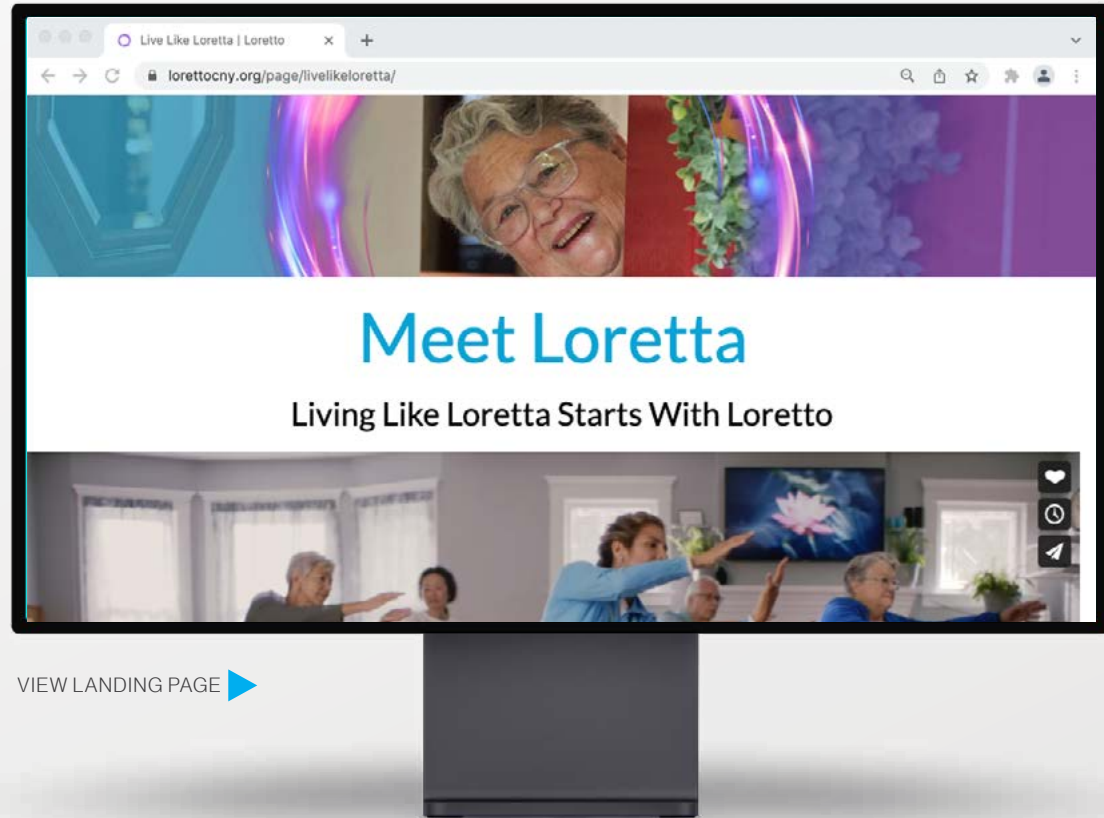 Live Like Loretta | Loretto
lorettocny.org/page/livelikeloretta/
Meet Loretta
Living Like Loretta Starts With Loretto
VIEW LANDING PAGE